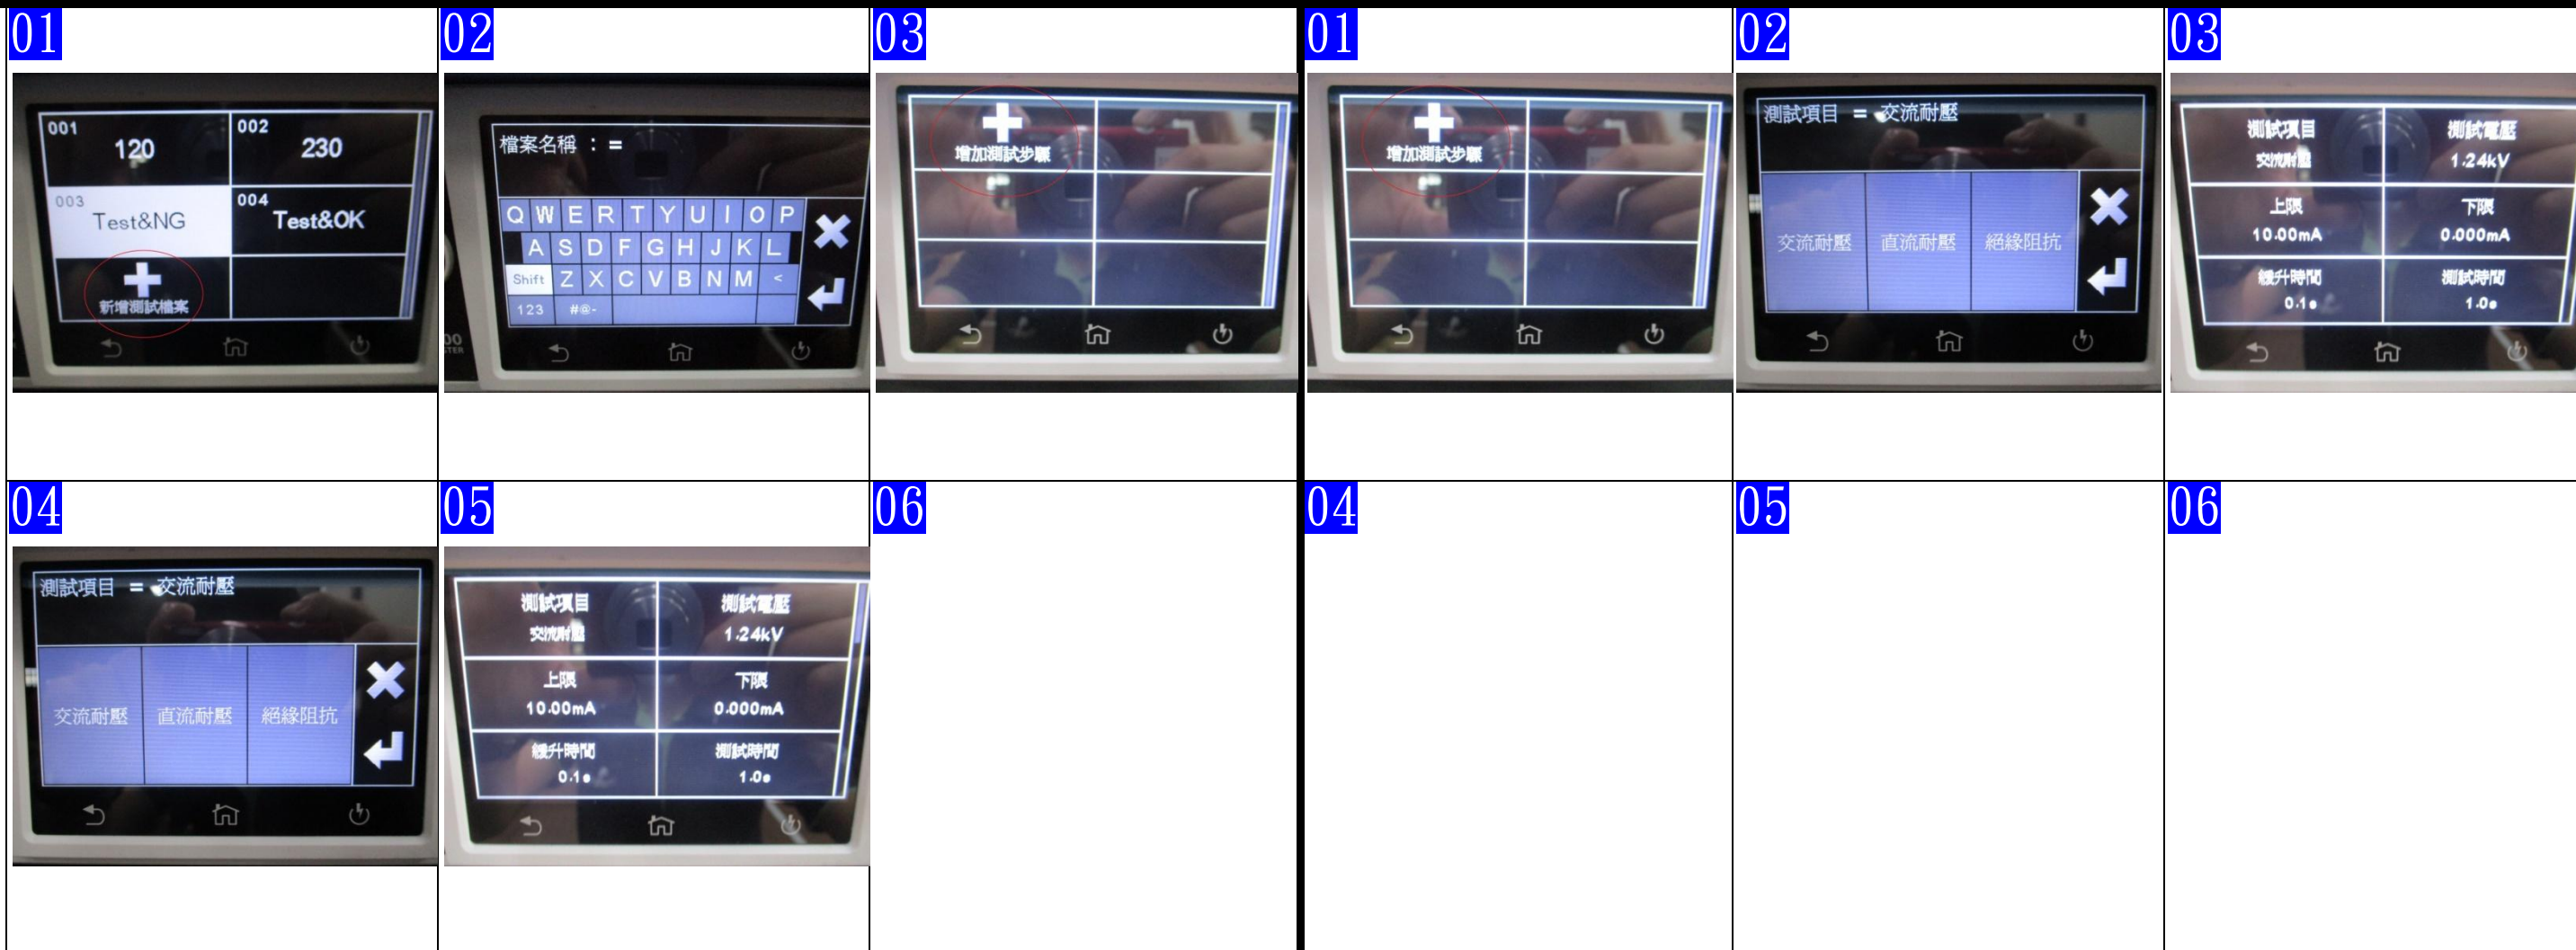 01
001
120
002
230
003
Test&NG
004
Test&OK
新增測試檔案
02
檔案名稱 : =
Q W E R T Y U I O P
A S D F G H J K L
Shift Z X C V B N M <
123 #@-
03
增加測試步驟
01
增加測試步驟
02
測試項目 = 交流耐壓
交流耐壓 直流耐壓 絕緣阻抗
03
測試項目
交流耐壓
測試電壓
1.24kV
上限
10.00mA
下限
0.000mA
緩升時間
0.1s
測試時間
1.0s
04
測試項目 = 交流耐壓
交流耐壓 直流耐壓 絕緣阻抗
05
測試項目
交流耐壓
測試電壓
1.24kV
上限
10.00mA
下限
0.000mA
緩升時間
0.1s
測試時間
1.0s
06
04
05
06